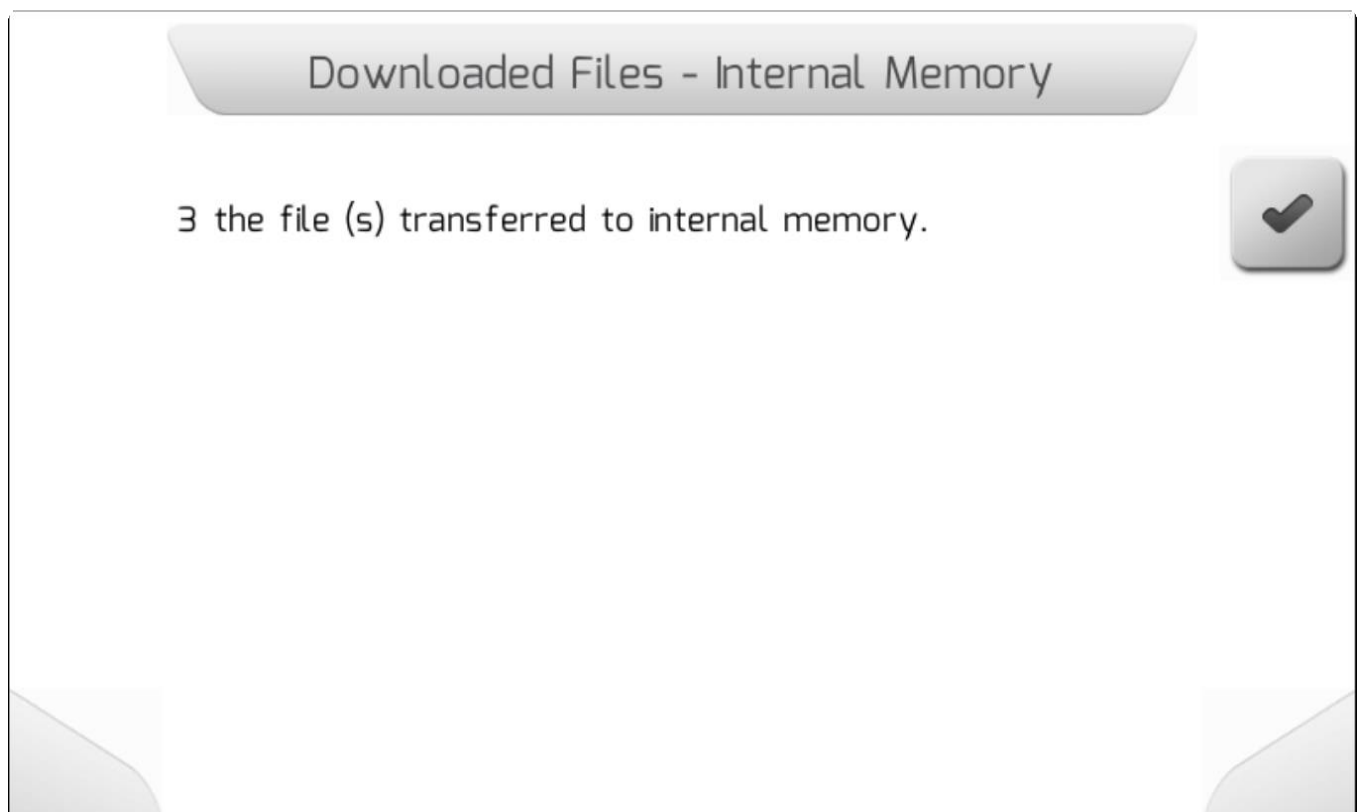 Downloaded Files - Internal Memory
3 the file (s) transferred to internal memory.